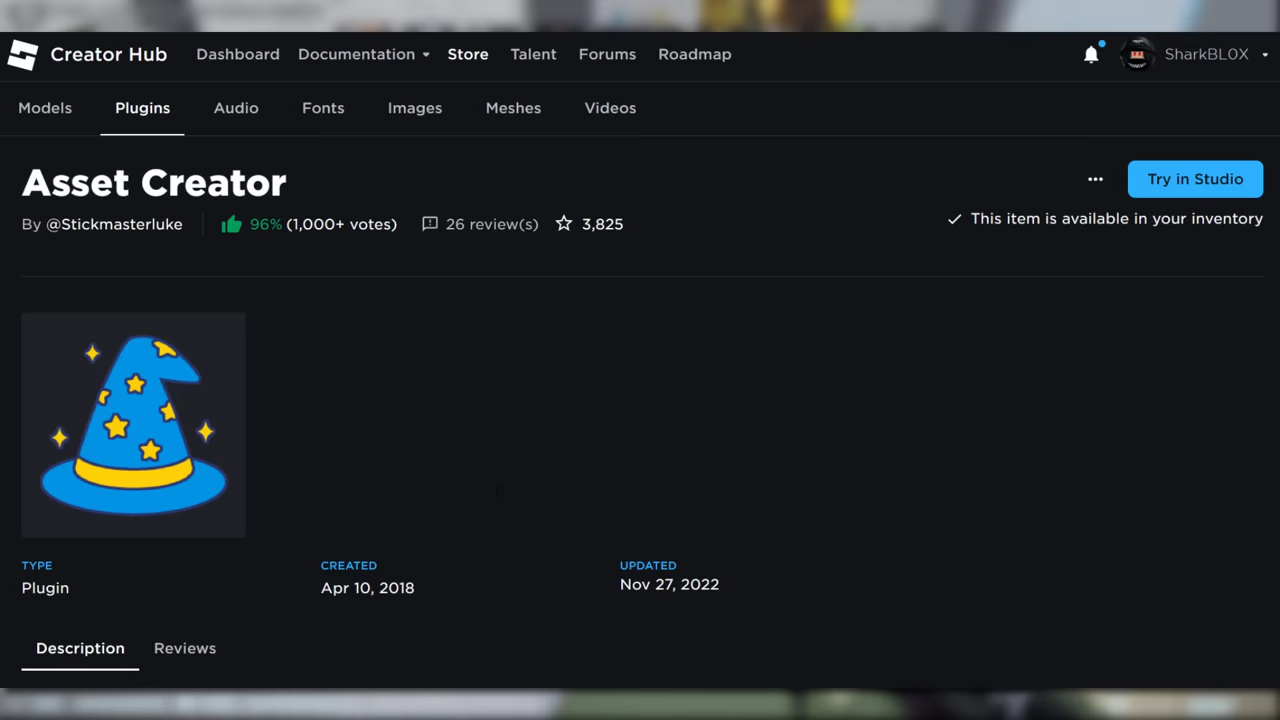 Creator Hub Dashboard Documentation Store Talent Forums Roadmap SharkBL0X
Models Plugins Audio Fonts Images Meshes Videos
Asset Creator
Try in Studio
By @Stickmasterluke 96% (1,000+ votes) 26 review(s) 3,825
This item is available in your inventory
TYPE CREATED UPDATED
Plugin Apr 10, 2018 Nov 27, 2022
Description Reviews